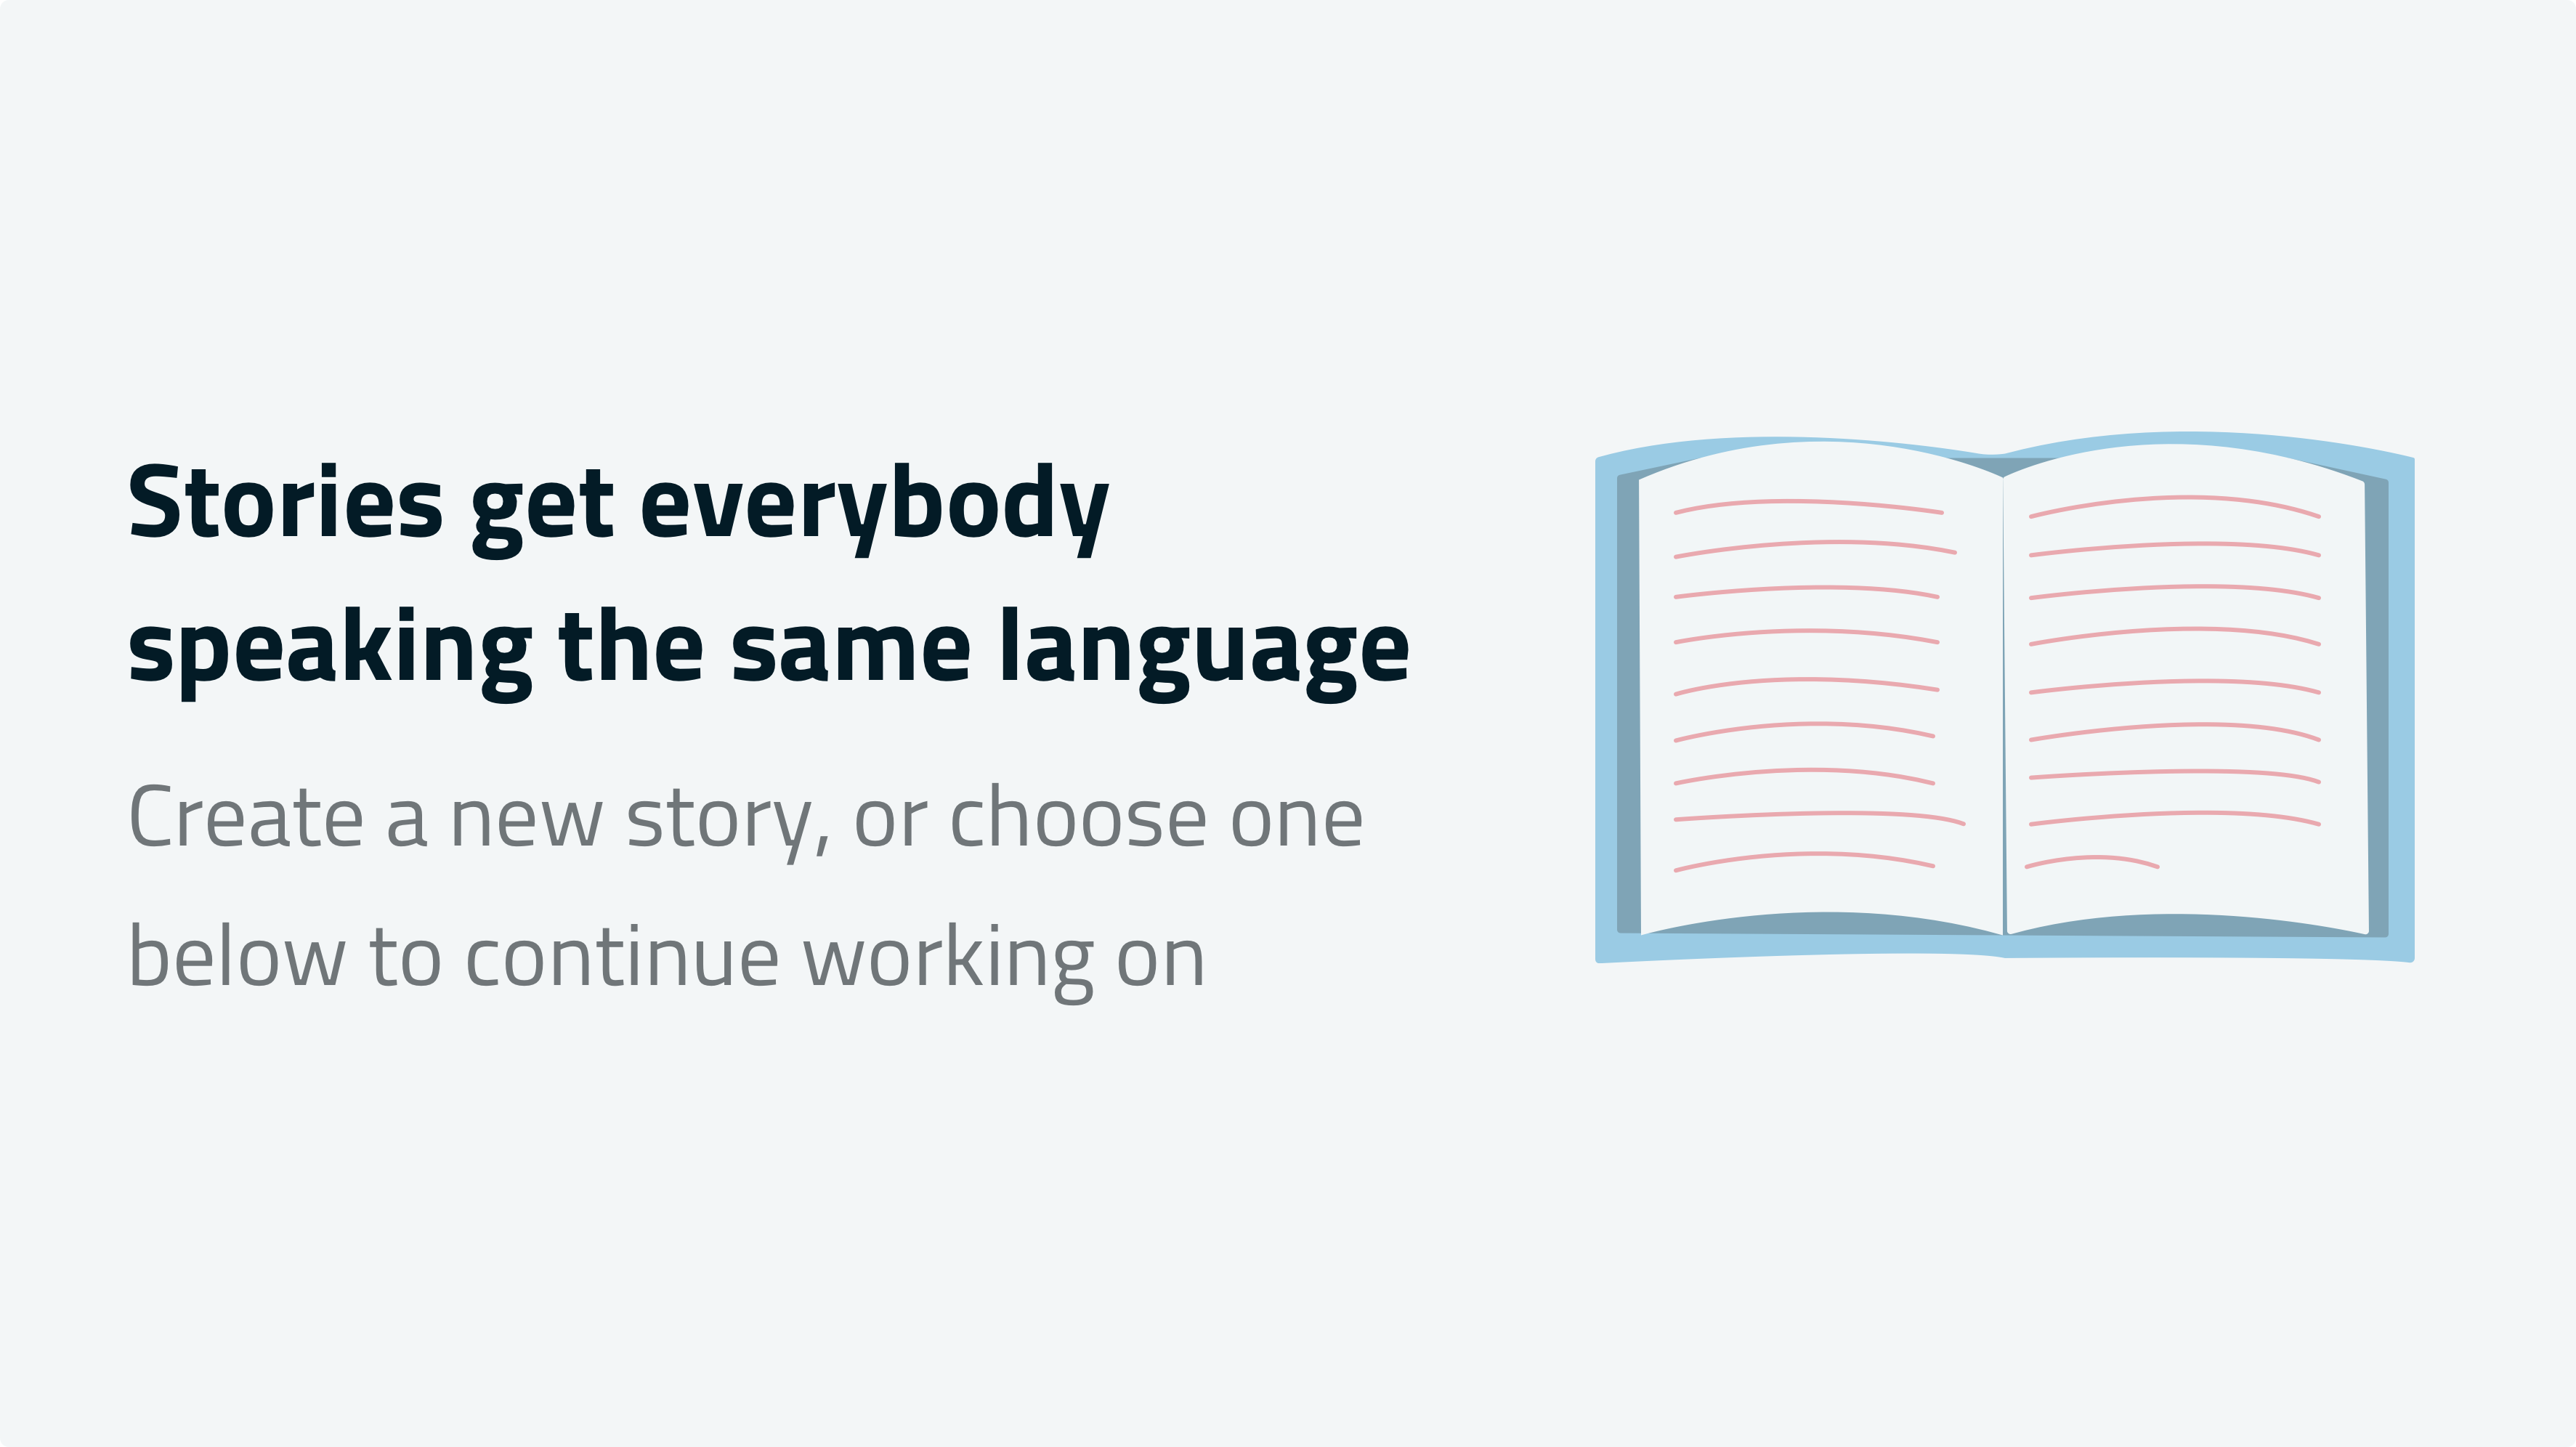 Stories get everybody
speaking the same language
Create a new story, or choose one
below to continue working on